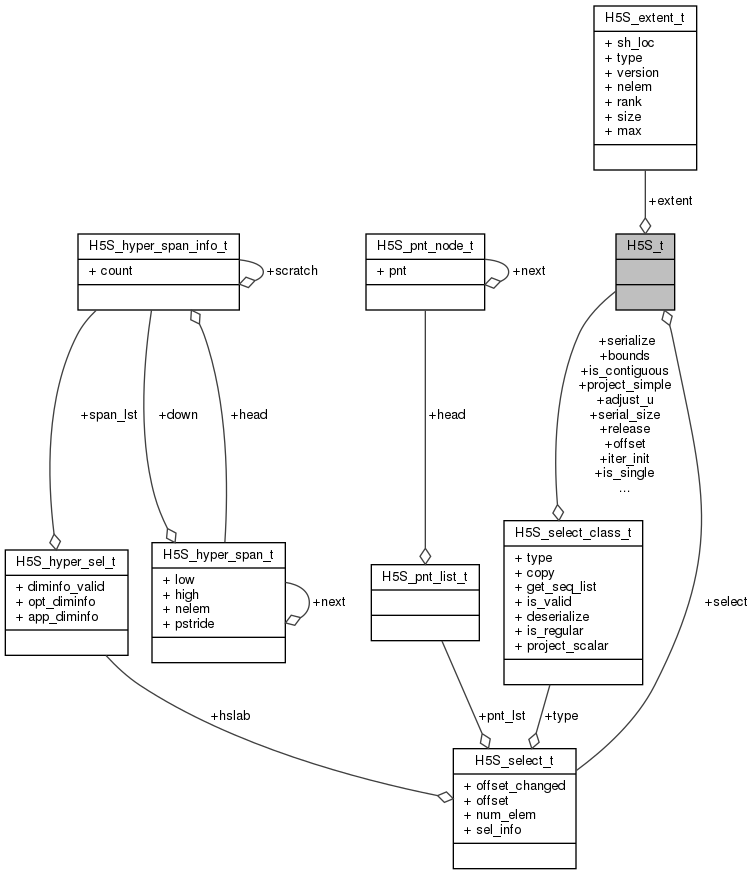 H5S_extent_t
+ sh_loc
+ type
+ version
+ nelem
+ rank
+ size
+ max
+extent
H5S_hyper_span_info_t
+ count
+scratch
H5S_pnt_node_t
+ pnt
+next
H5S_t
+serialize
+bounds
+is_contiguous
+project_simple
+adjust_u
+serial_size
+release
+offset
+iter_init
+is_single
...
+span_lst
+down
+head
+head
H5S_hyper_sel_t
+ diminfo_valid
+ opt_diminfo
+ app_diminfo
H5S_hyper_span_t
+ low
+ high
+ nelem
+ pstride
+next
H5S_pnt_list_t
H5S_select_class_t
+ type
+ copy
+ get_seq_list
+ is_valid
+ deserialize
+ is_regular
+ project_scalar
+select
+hslab
+pnt_lst
+type
H5S_select_t
+ offset_changed
+ offset
+ num_elem
+ sel_info